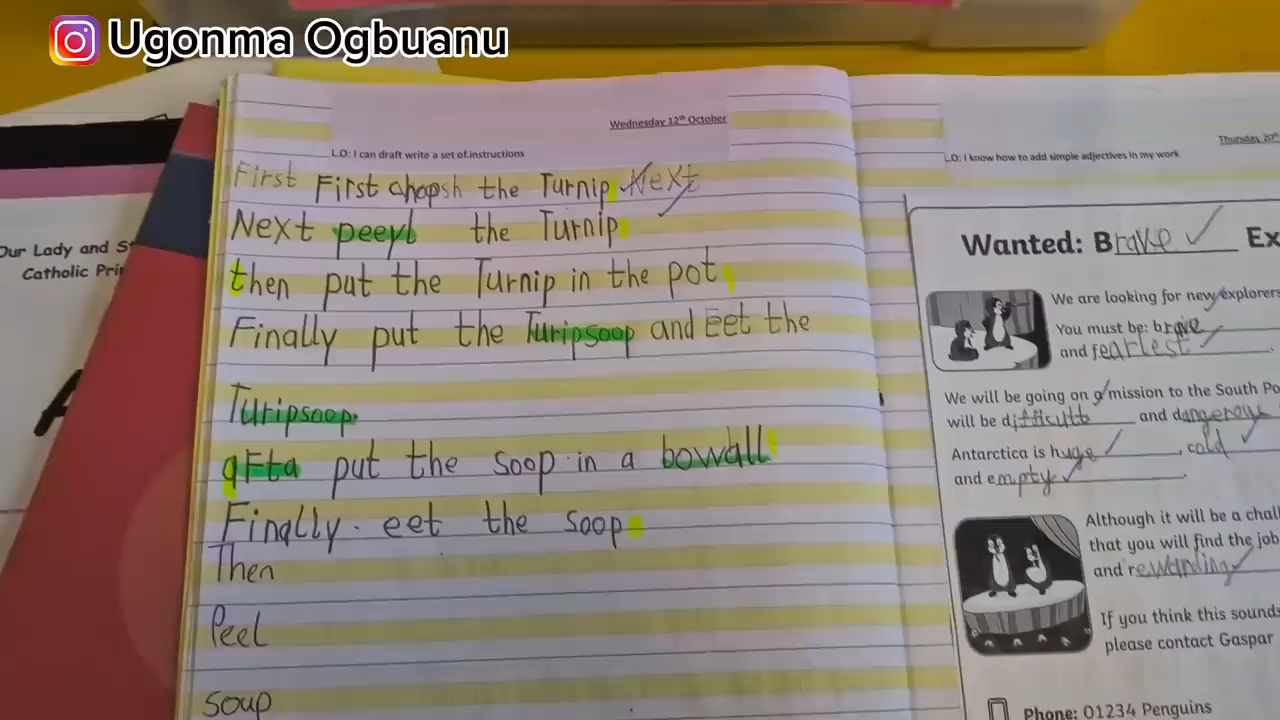 Ugonma Ogbuanu
Our Lady and St
Catholic Pri
Wednesday 12th October
L.O: I can draft write a set of instructions
First First chopsh the Turnip Next
Next peeyl the Turnip
then put the Turnip in the pot
Finally put the Turipsoop and Eet the
Turipsoop.
aFta put the soop in a bowall
Finally. eet the soop
Then
Peel
soup
Thursday 20th
L.O: I know how to add simple adjectives in my work
Wanted: Brave Ex
We are looking for new explorers
You must be: brave
and fearlest.
We will be going on a mission to the South Po
will be difficultb and dangerous
Antarctica is huge, cold
and empty.
Although it will be a chall
that you will find the job
and rewanding
If you think this sounds
please contact Gaspar
Phone: 01234 Penguins